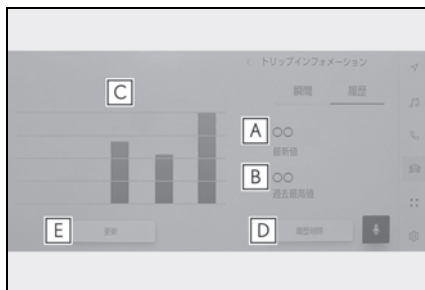 トリップインフォメーション
瞬間 履歴
C
A ○○
最新値
B ○○
過去最高値
E 更新
D 履歴削除